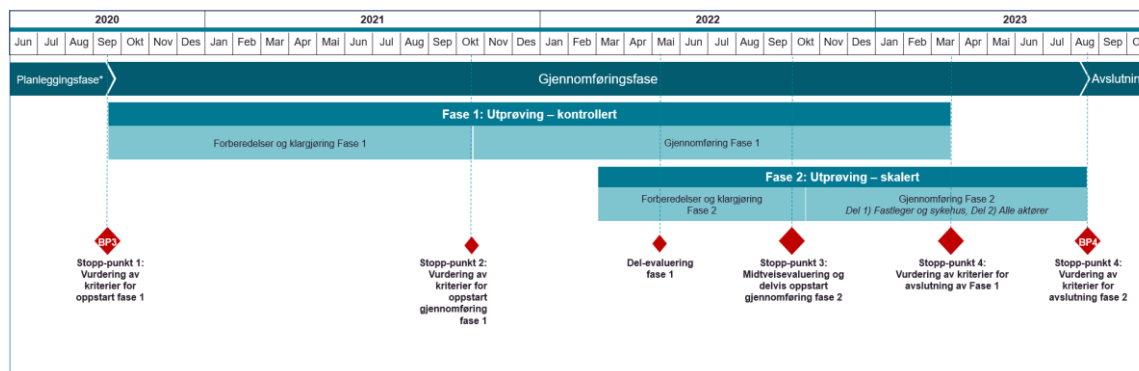 2020 2021 2022 2023
Jun Jul Aug Sep Okt Nov Des Jan Feb Mar Apr Mai Jun Jul Aug Sep Okt Nov Des Jan Feb Mar Apr Mai Jun Jul Aug Sep Okt Nov Des Jan Feb Mar Apr Mai Jun Jul Aug Sep O
Planleggingsfase* Gjennomføringsfase Avslutnin
Fase 1: Utprøving – kontrollert
Forberedelser og klargjøring Fase 1 Gjennomføring Fase 1
Fase 2: Utprøving – skalert
Forberedelser og klargjøring
Fase 2
Gjennomføring Fase 2
Del 1) Fastleger og sykehus, Del 2) Alle aktører
BP3
Stopp-punkt 1:
Vurdering av
kriterier for
oppstart fase 1
Stopp-punkt 2:
Vurdering av
kriterier for
oppstart
gjennomføring
fase 1
Del-evaluering
fase 1
Stopp-punkt 3:
Midtveisevaluering og
delvis oppstart
gjennomføring fase 2
Stopp-punkt 4:
Vurdering av kriterier for
avslutning av Fase 1
BP4
Stopp-punkt 4:
Vurdering av
kriterier for
avslutning fase 2